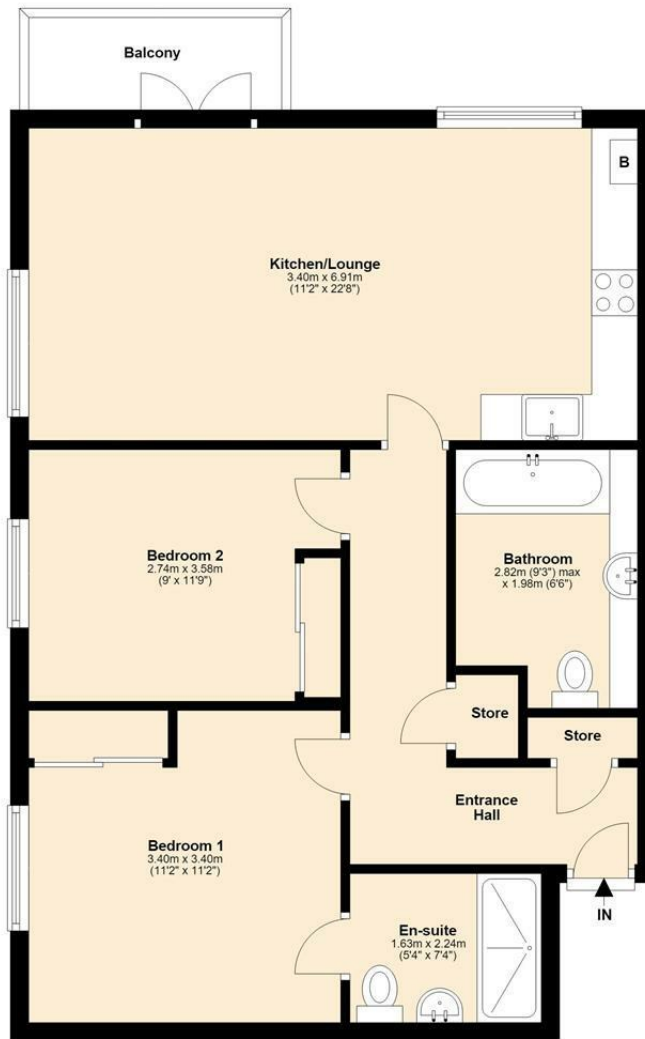 Balcony
B
Kitchen/Lounge
3.40m x 6.91m
(11'2" x 22'8")
Bedroom 2
2.74m x 3.58m
(9' x 11'9")
Bathroom
2.82m (9'3") max
x 1.98m (6'6")
Store
Store
Entrance
Hall
Bedroom 1
3.40m x 3.40m
(11'2" x 11'2")
IN
En-suite
1.63m x 2.24m
(5'4" x 7'4")